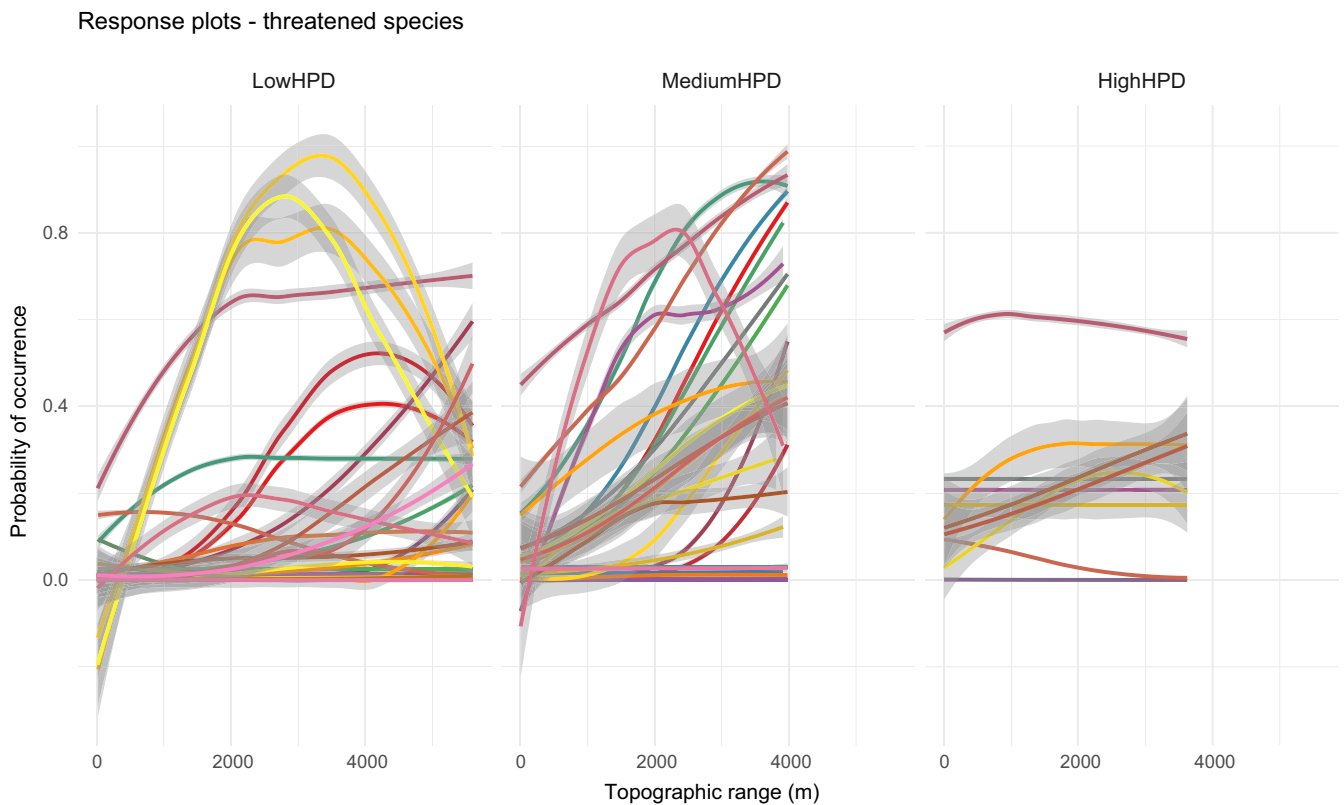 Response plots - threatened species
LowHPD MediumHPD HighHPD
Probability of occurrence
0.8
0.4
0.0
0 2000 4000 0 2000 4000 0 2000 4000
Topographic range (m)